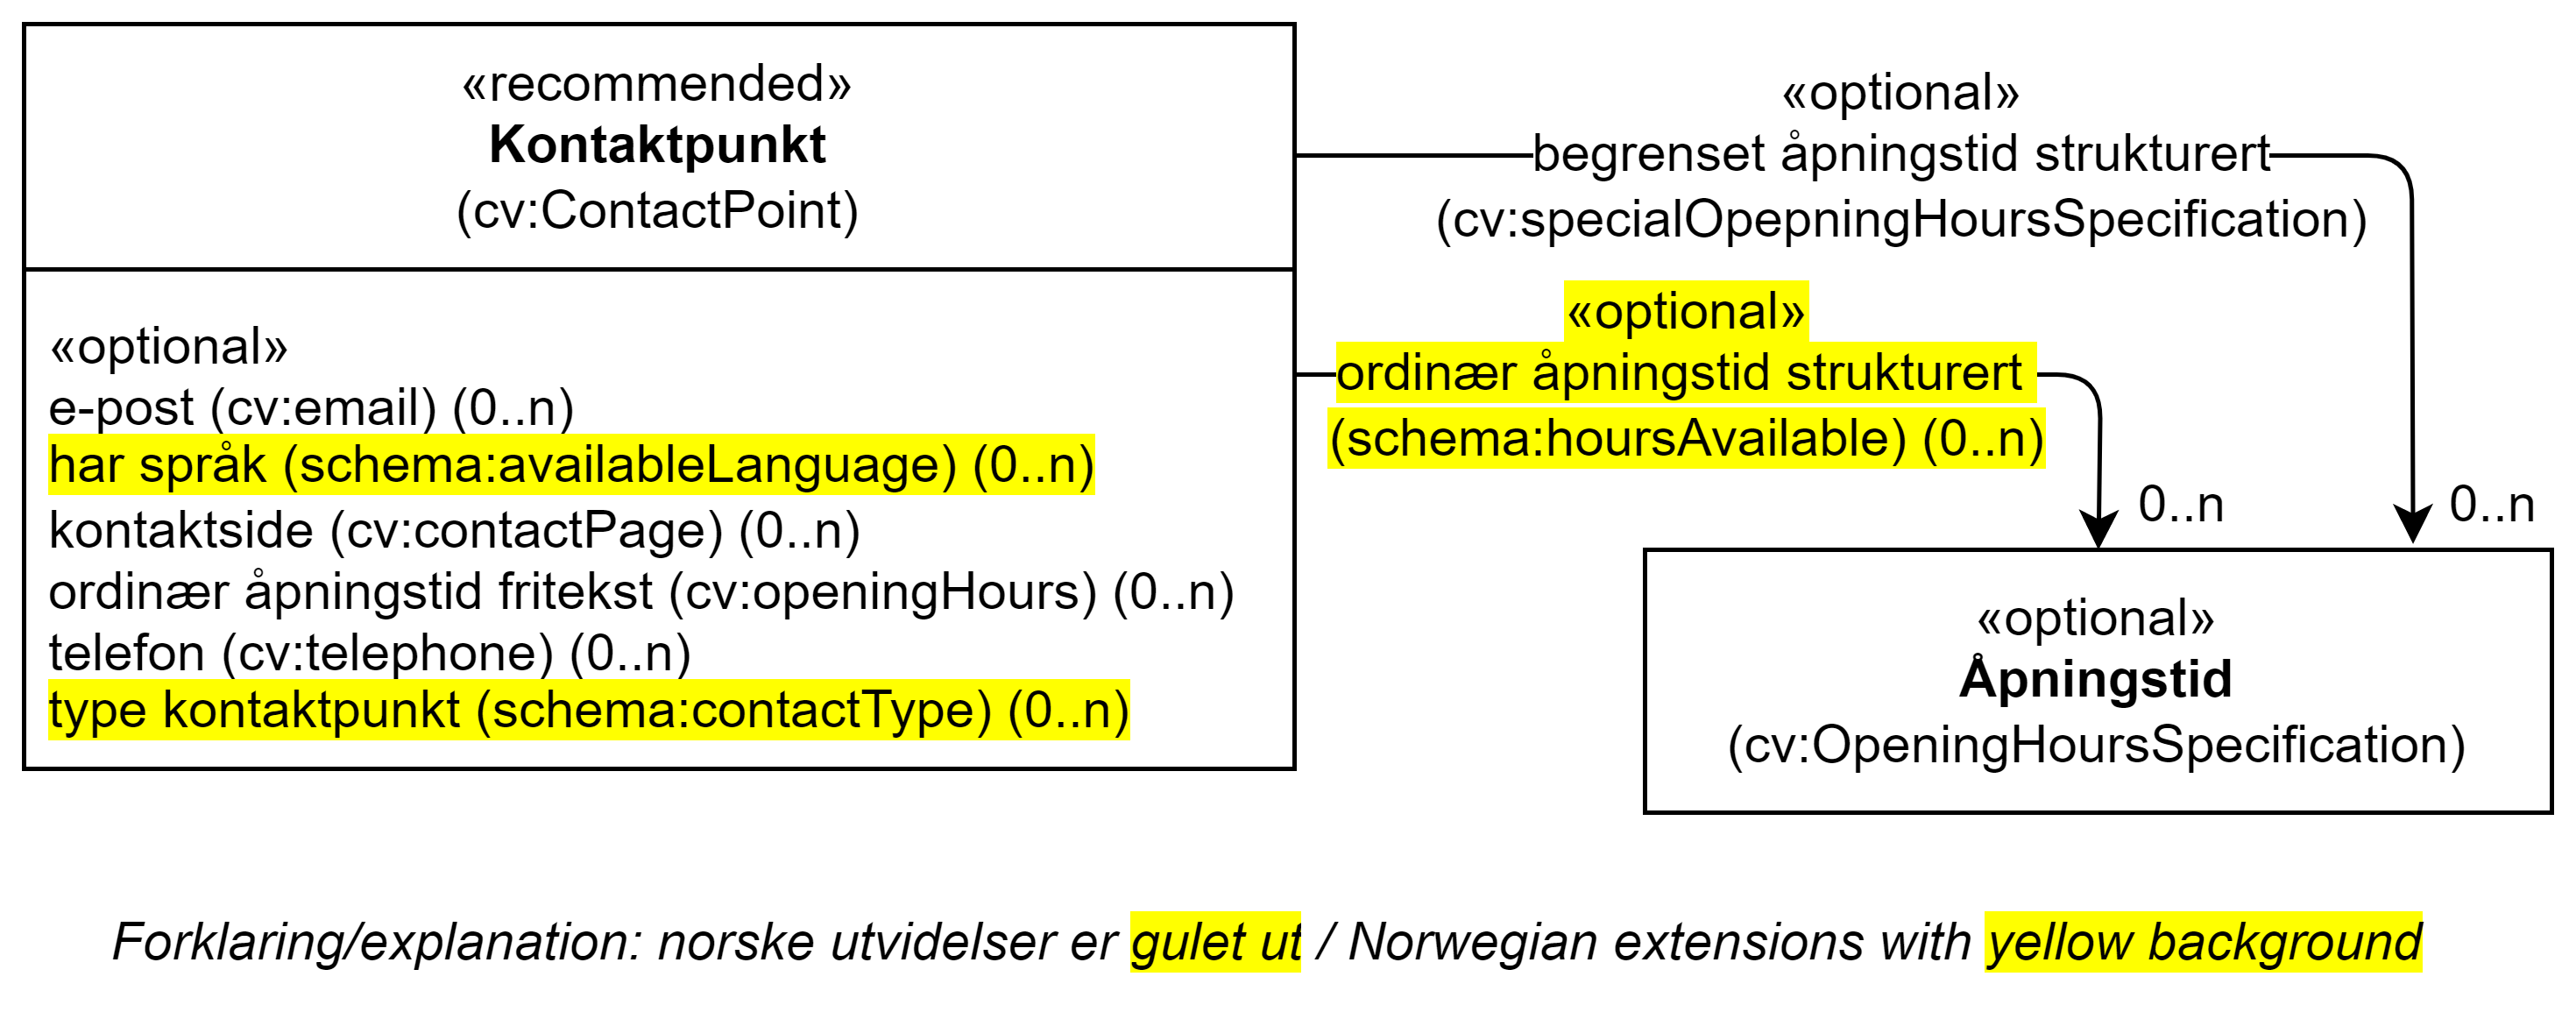 «recommended»
Kontaktpunkt
(cv:ContactPoint)
«optional»
e-post (cv:email) (0..n)
har språk (schema:availableLanguage) (0..n)
kontaktside (cv:contactPage) (0..n)
ordinær åpningstid fritekst (cv:openingHours) (0..n)
telefon (cv:telephone) (0..n)
type kontaktpunkt (schema:contactType) (0..n)
«optional»
begrenset åpningstid strukturert
(cv:specialOpepningHoursSpecification)
«optional»
ordinær åpningstid strukturert
(schema:hoursAvailable) (0..n)
0..n
0..n
«optional»
Åpningstid
(cv:OpeningHoursSpecification)
Forklaring/explanation: norske utvidelser er gulet ut / Norwegian extensions with yellow background